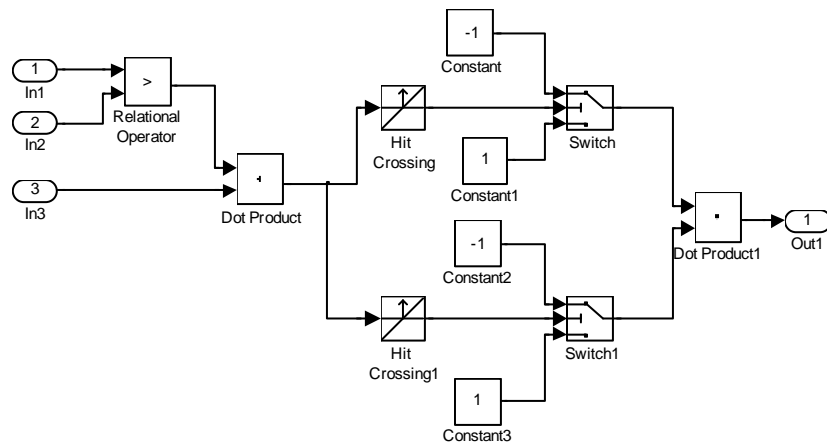 -1
Constant
1
In1
>
Relational
Operator
2
In2
Hit
Crossing
Switch
1
Constant1
3
In3
Dot Product
-1
Constant2
Dot Product1
1
Out1
Hit
Crossing1
Switch1
1
Constant3